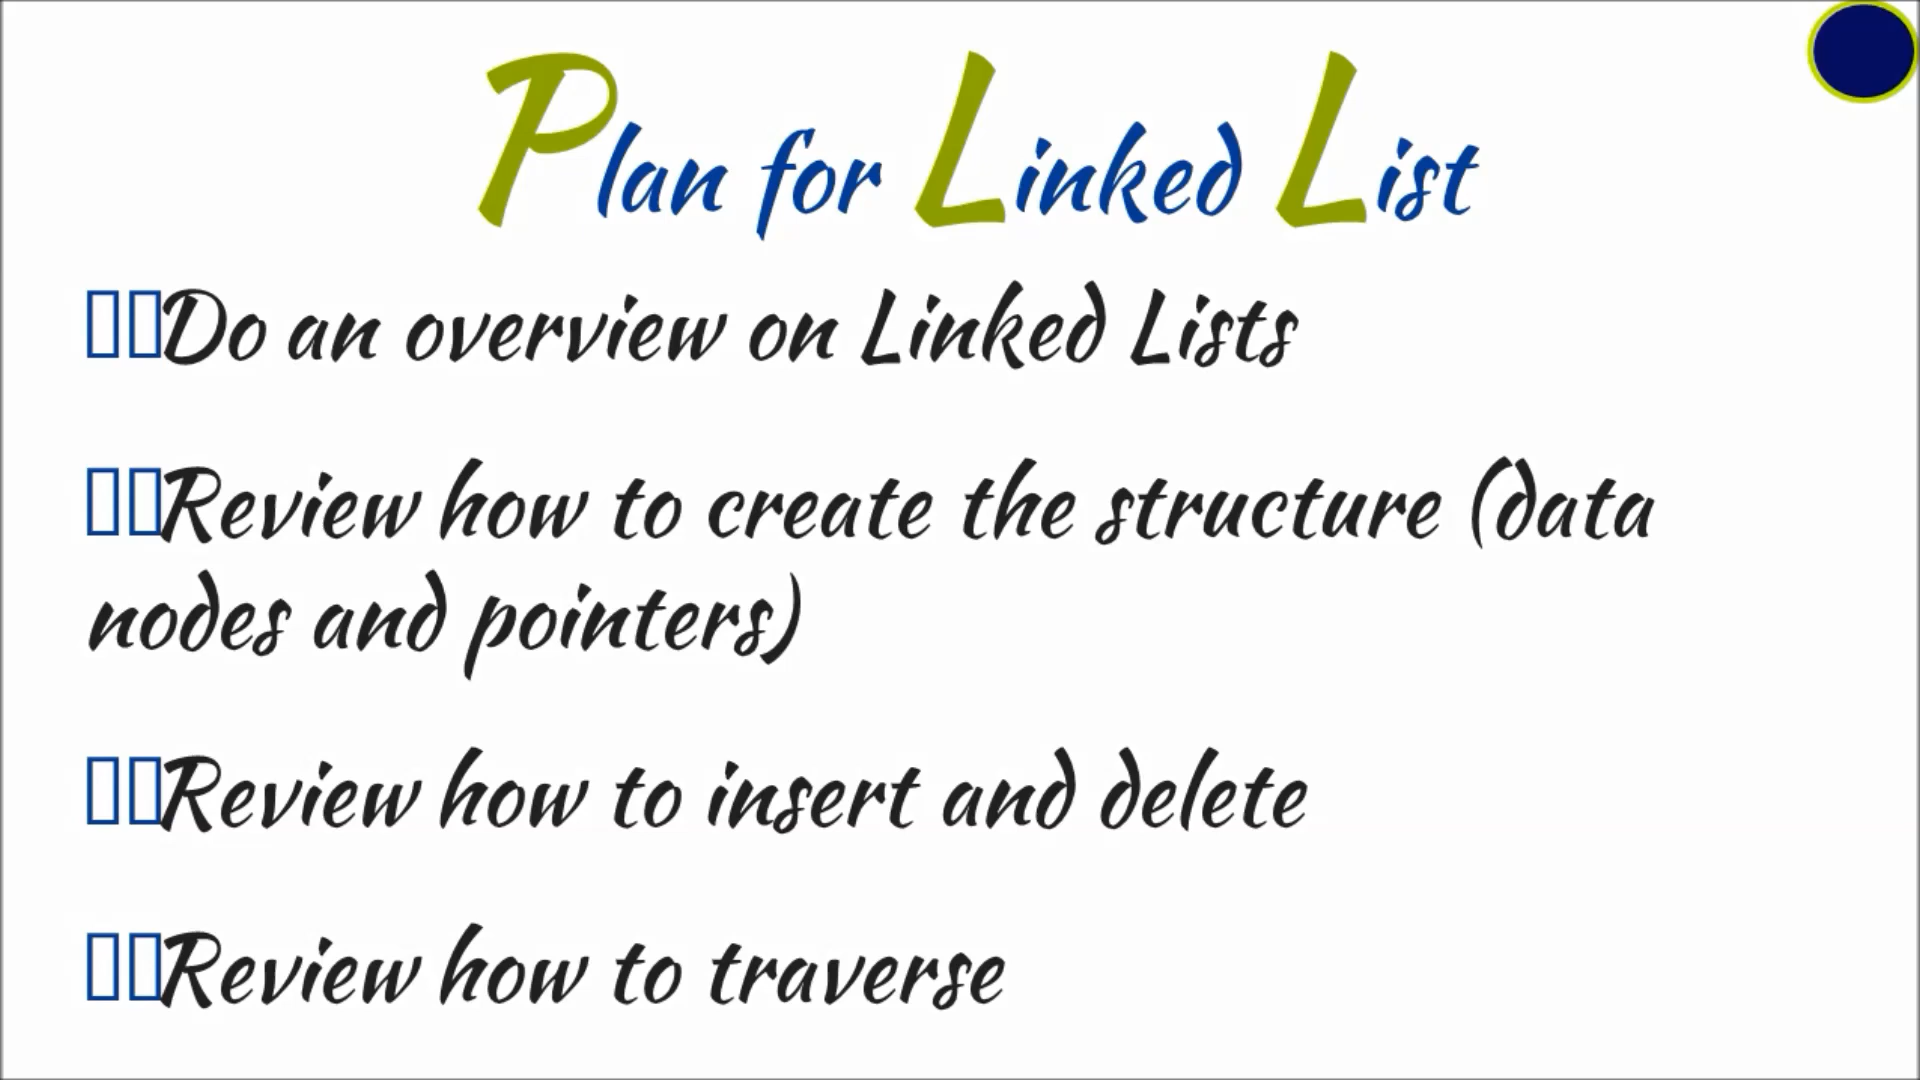 Plan for Linked List
Do an overview on Linked Lists
Review how to create the structure (data
nodes and pointers)
Review how to insert and delete
Review how to traverse